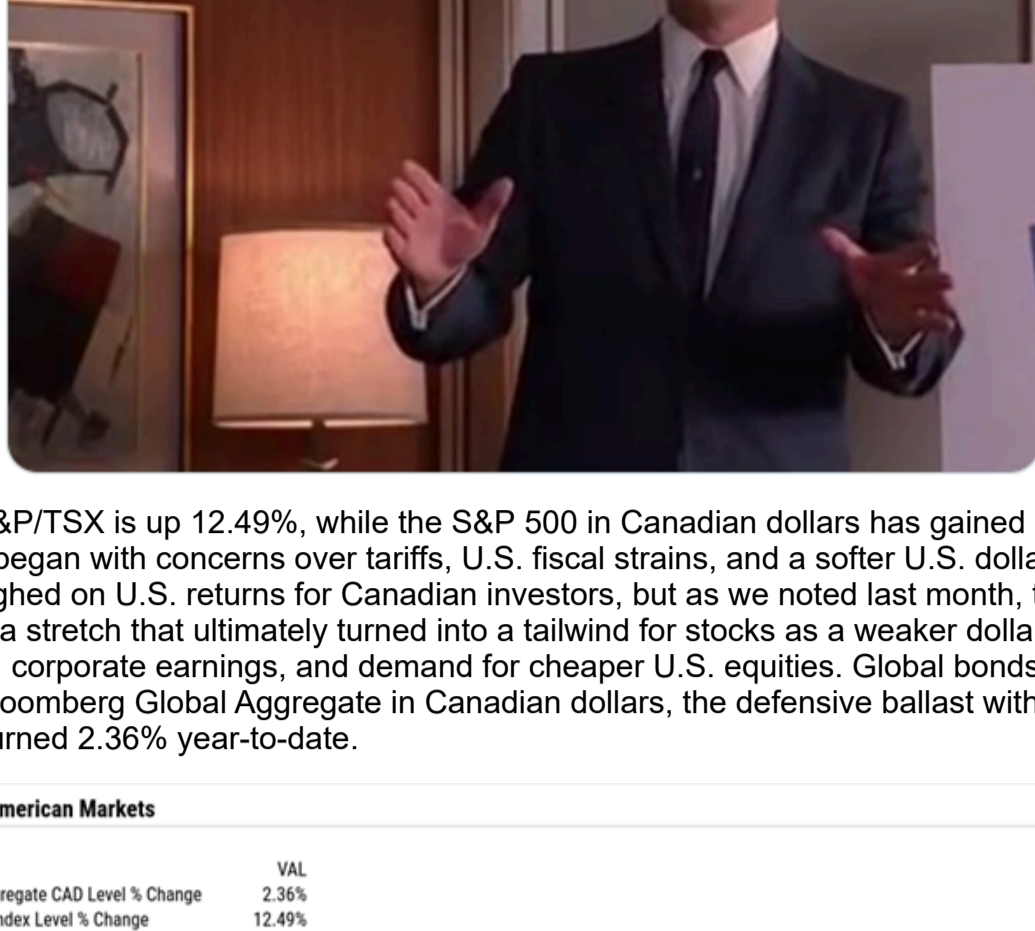 &P/TSX is up 12.49%, while the S&P 500 in Canadian dollars has gained
began with concerns over tariffs, U.S. fiscal strains, and a softer U.S. dolla
ghed on U.S. returns for Canadian investors, but as we noted last month, t
a stretch that ultimately turned into a tailwind for stocks as a weaker dolla
corporate earnings, and demand for cheaper U.S. equities. Global bonds
oomberg Global Aggregate in Canadian dollars, the defensive ballast with
urned 2.36% year-to-date.
merican Markets
VAL
regate CAD Level % Change 2.36%
ndex Level % Change 12.49%